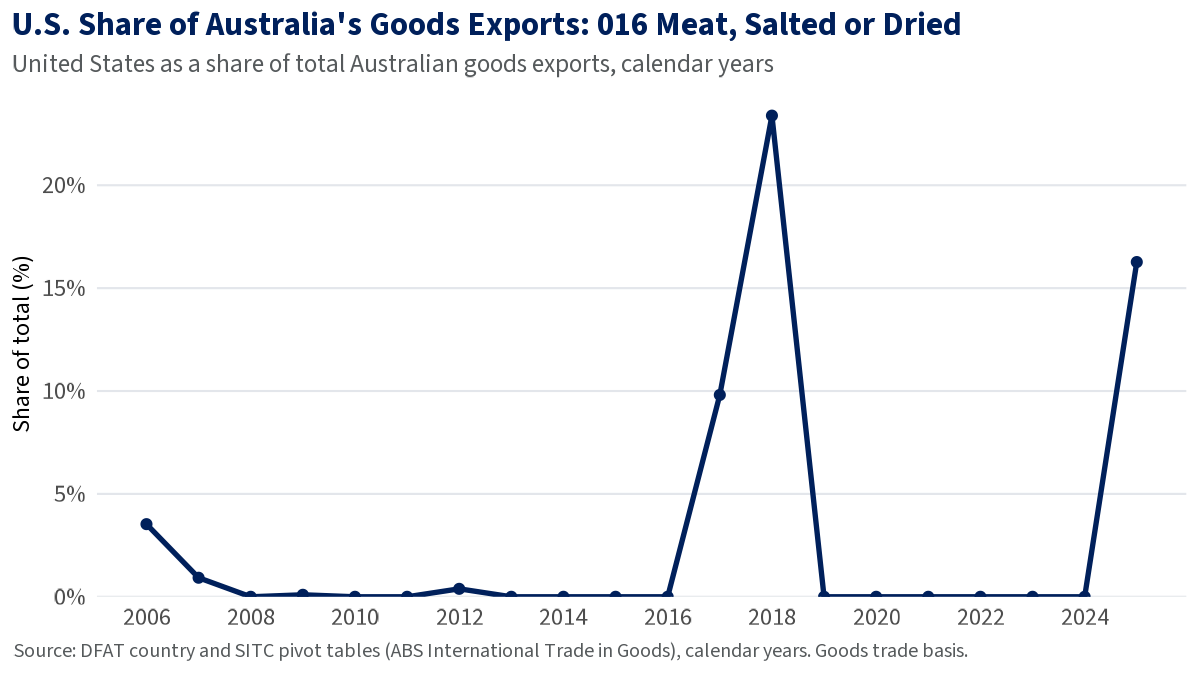 U.S. Share of Australia's Goods Exports: 016 Meat, Salted or Dried
United States as a share of total Australian goods exports, calendar years
Share of total (%)
20%
15%
10%
5%
0%
2006 2008 2010 2012 2014 2016 2018 2020 2022 2024
Source: DFAT country and SITC pivot tables (ABS International Trade in Goods), calendar years. Goods trade basis.